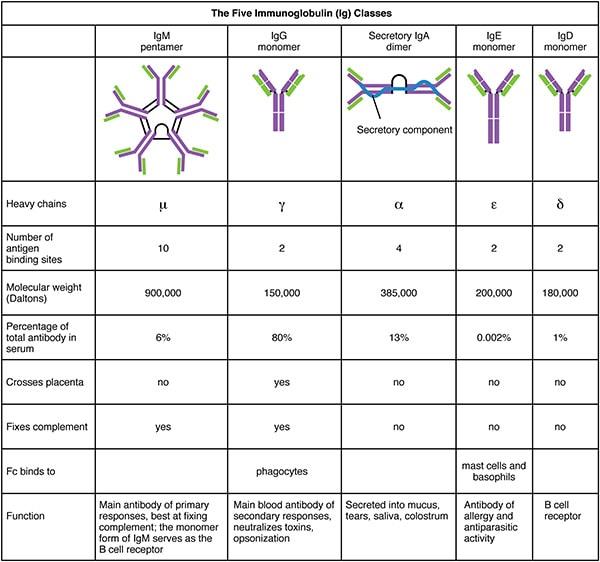 The Five Immunoglobulin (Ig) Classes
IgM
pentamer
IgG
monomer
Secretory IgA
dimer
IgE
monomer
IgD
monomer
Secretory component
Heavy chains
μ
γ
α
ε
δ
Number of
antigen
binding sites
10
2
4
2
2
Molecular weight
(Daltons)
900,000
150,000
385,000
200,000
180,000
Percentage of
total antibody in
serum
6%
80%
13%
0.002%
1%
Crosses placenta
no
yes
no
no
no
Fixes complement
yes
yes
no
no
no
Fc binds to
phagocytes
mast cells and
basophils
Function
Main antibody of primary
responses, best at fixing
complement; the monomer
form of IgM serves as the
B cell receptor
Main blood antibody of
secondary responses,
neutralizes toxins,
opsonization
Secreted into mucus,
tears, saliva, colostrum
Antibody of
allergy and
antiparasitic
activity
B cell
receptor